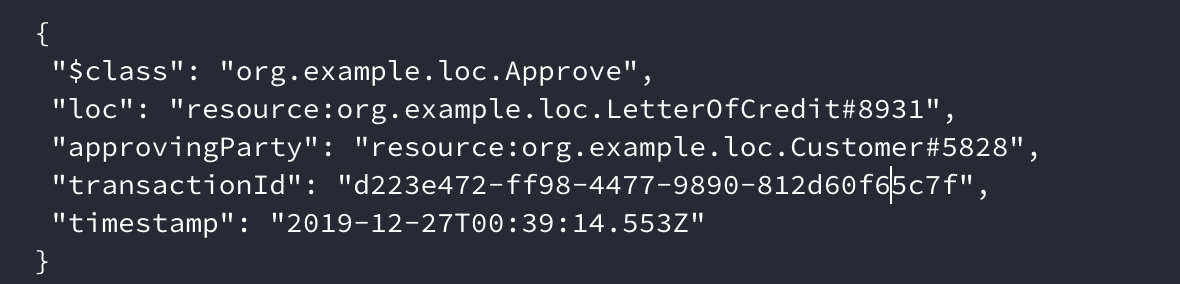 {
"$class": "org.example.loc.Approve",
"loc": "resource:org.example.loc.LetterOfCredit#8931",
"approvingParty": "resource:org.example.loc.Customer#5828",
"transactionId": "d223e472-ff98-4477-9890-812d60f65c7f",
"timestamp": "2019-12-27T00:39:14.553Z"
}